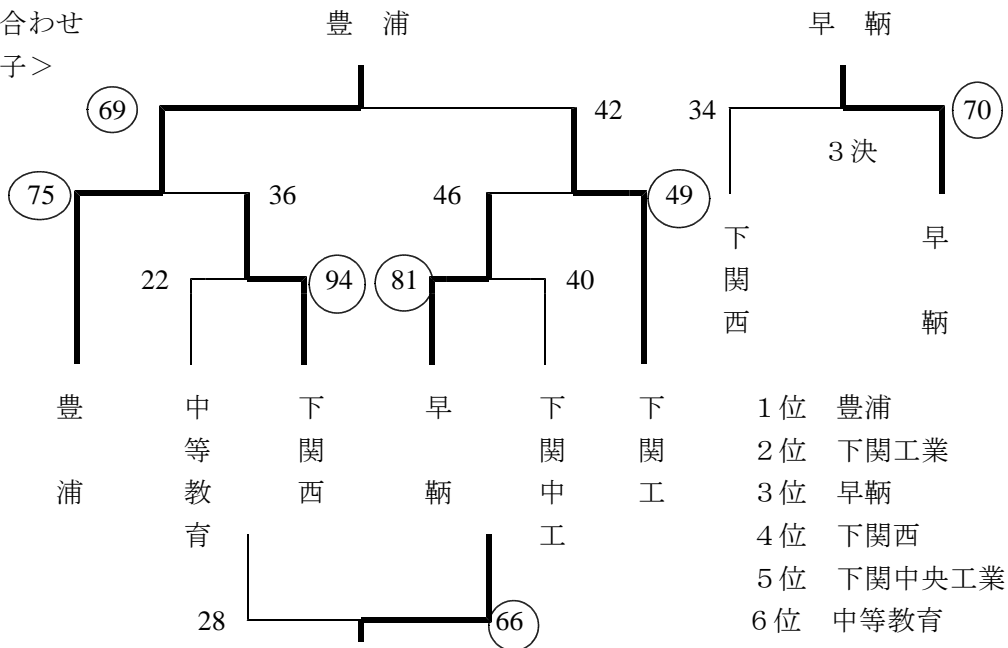 合わせ
子＞
豊　浦
早　鞆
69
42
34
70
３決
75
36
46
49
22
94
81
40
下関西
早　鞆
豊　浦
中等教育
下関西
早　鞆
下関中工
下関工
１位　豊浦
２位　下関工業
３位　早鞆
４位　下関西
５位　下関中央工業
６位　中等教育
28
66